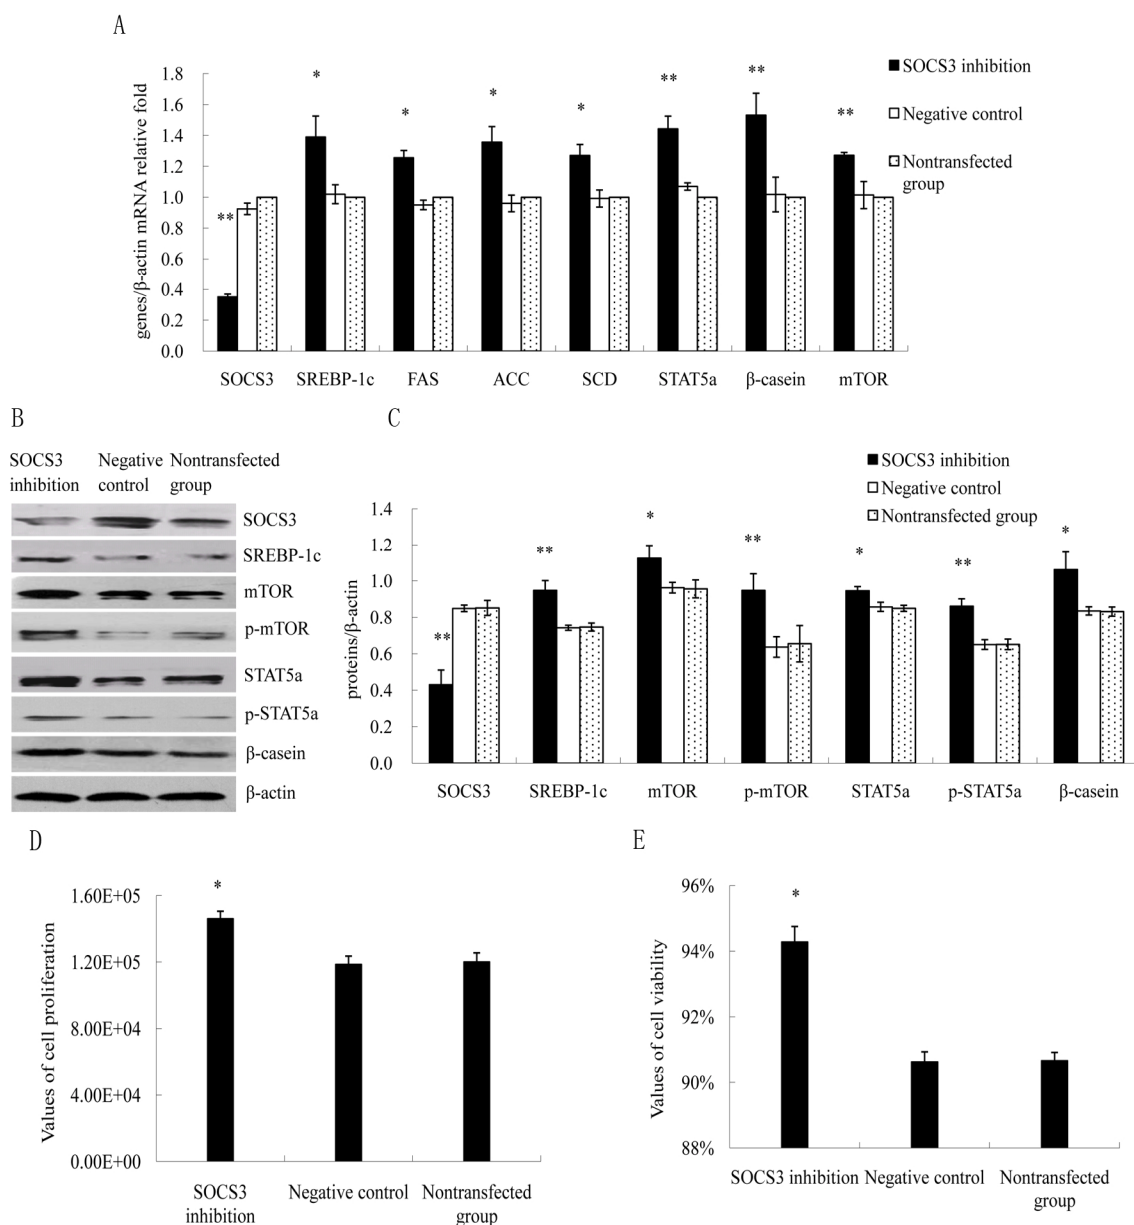 A
genes/β-actin mRNA relative fold
1.8
1.6
1.4
1.2
1.0
0.8
0.6
0.4
0.2
0.0
**
*
*
*
*
**
**
**
SOCS3 inhibition
Negative control
Nontransfected
group
SOCS3 SREBP-1c FAS ACC SCD STAT5a β-casein mTOR
B
SOCS3
inhibition
Negative
control
Nontransfected
group
SOCS3
SREBP-1c
mTOR
p-mTOR
STAT5a
p-STAT5a
β-casein
β-actin
C
proteins/β-actin
1.4
1.2
1.0
0.8
0.6
0.4
0.2
0.0
**
**
*
**
*
**
*
SOCS3 inhibition
Negative control
Nontransfected group
SOCS3 SREBP-1c mTOR p-mTOR STAT5a p-STAT5a β-casein
D
Values of cell proliferation
1.60E+05
1.20E+05
8.00E+04
4.00E+04
0.00E+00
*
SOCS3
inhibition
Negative control
Nontransfected
group
E
Values of cell viability
96%
94%
92%
90%
88%
*
SOCS3 inhibition
Negative control
Nontransfected
group